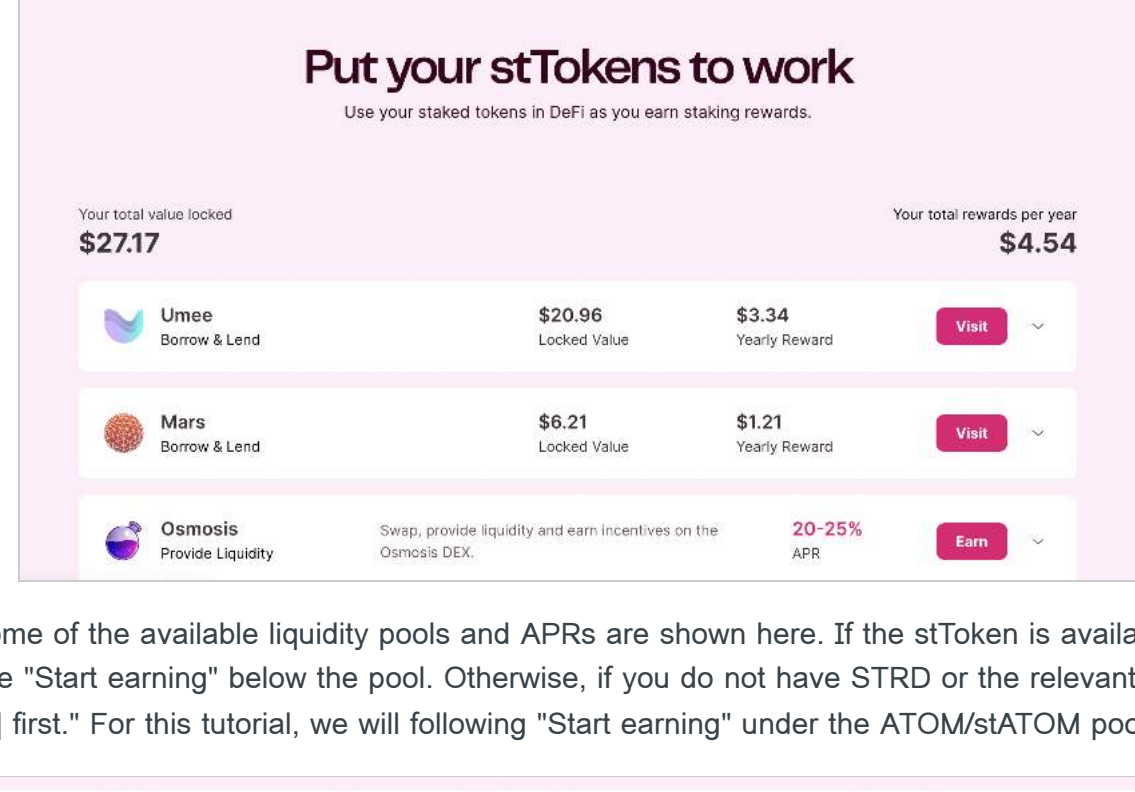 Put your stTokens to work
Use your staked tokens in DeFi as you earn staking rewards.
Your total value locked
Your total rewards per year
$27.17
$4.54
Umee
Borrow & Lend
$20.96
Locked Value
$3.34
Yearly Reward
Visit
Mars
Borrow & Lend
$6.21
Locked Value
$1.21
Yearly Reward
Visit
Osmosis
Provide Liquidity
Swap, provide liquidity and earn incentives on the
Osmosis DEX.
20-25%
APR
Earn
of the available liquidity pools and APRs are shown here. If the stToken is
"Start earning" below the pool. Otherwise, if you do not have STRD or the relevant
first." For this tutorial, we will following "Start earning" under the ATOM/stATOM